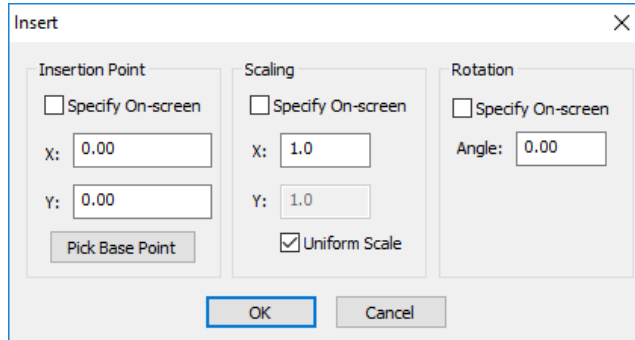 Insert
Insertion Point
Specify On-screen
X: 0.00
Y: 0.00
Pick Base Point
Scaling
Specify On-screen
X: 1.0
Y: 1.0
Uniform Scale
Rotation
Specify On-screen
Angle: 0.00
OK
Cancel